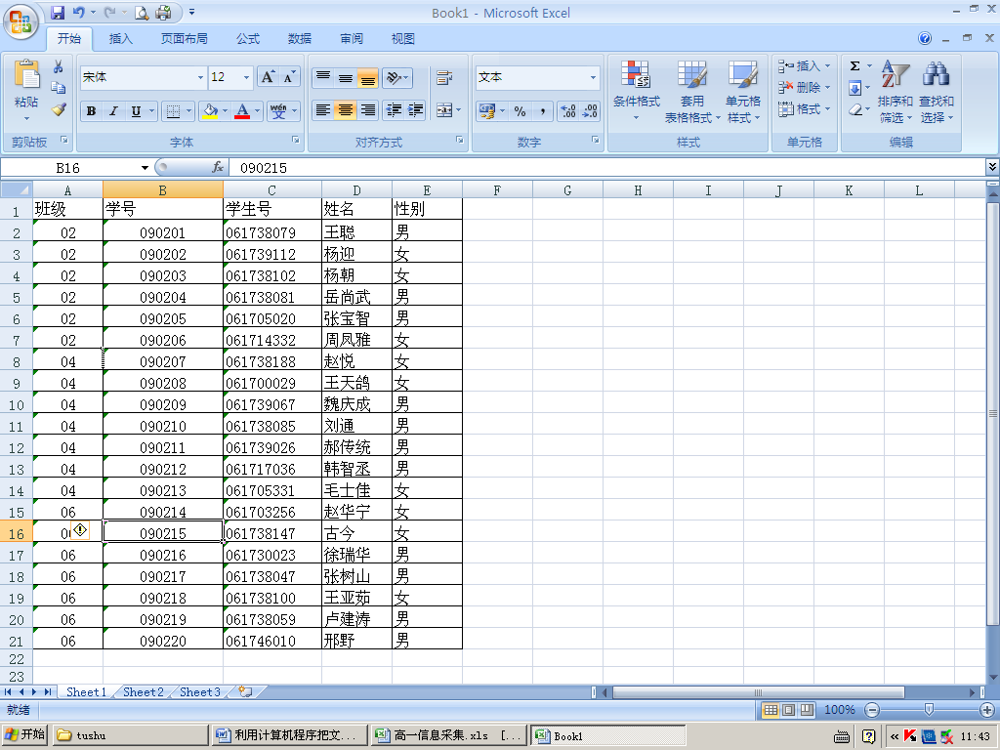 Book1 - Microsoft Excel
开始 插入 页面布局 公式 数据 审阅 视图
粘贴 宋体 12 文本 条件格式 套用表格格式 单元格样式 插入 删除 格式 排序和筛选 查找和选择
B I U wén 变 % , .0 .00 Σ
剪贴板 字体 对齐方式 数字 样式 单元格 编辑
B16 fx 090215
A B C D E F G H I J K L
1 班级 学号 学生号 姓名 性别
2 02 090201 061738079 王聪 男
3 02 090202 061739112 杨迎 女
4 02 090203 061738102 杨朝 女
5 02 090204 061738081 岳尚武 男
6 02 090205 061705020 张宝智 男
7 02 090206 061714332 周凤雅 女
8 04 090207 061738188 赵悦 女
9 04 090208 061700029 王天鸽 女
10 04 090209 061739067 魏庆成 男
11 04 090210 061738085 刘通 男
12 04 090211 061739026 郝传统 男
13 04 090212 061717036 韩智丞 男
14 04 090213 061705331 毛士佳 女
15 06 090214 061703256 赵华宁 女
16 0 090215 061738147 古今 女
17 06 090216 061730023 徐瑞华 男
18 06 090217 061738047 张树山 男
19 06 090218 061738100 王亚茹 女
20 06 090219 061738059 卢建涛 男
21 06 090220 061746010 邢野 男
22
23
Sheet1 Sheet2 Sheet3
就绪 100%
开始 tushu 利用计算机程序把文... 高一信息采集.xls [... Book1 « 11:43